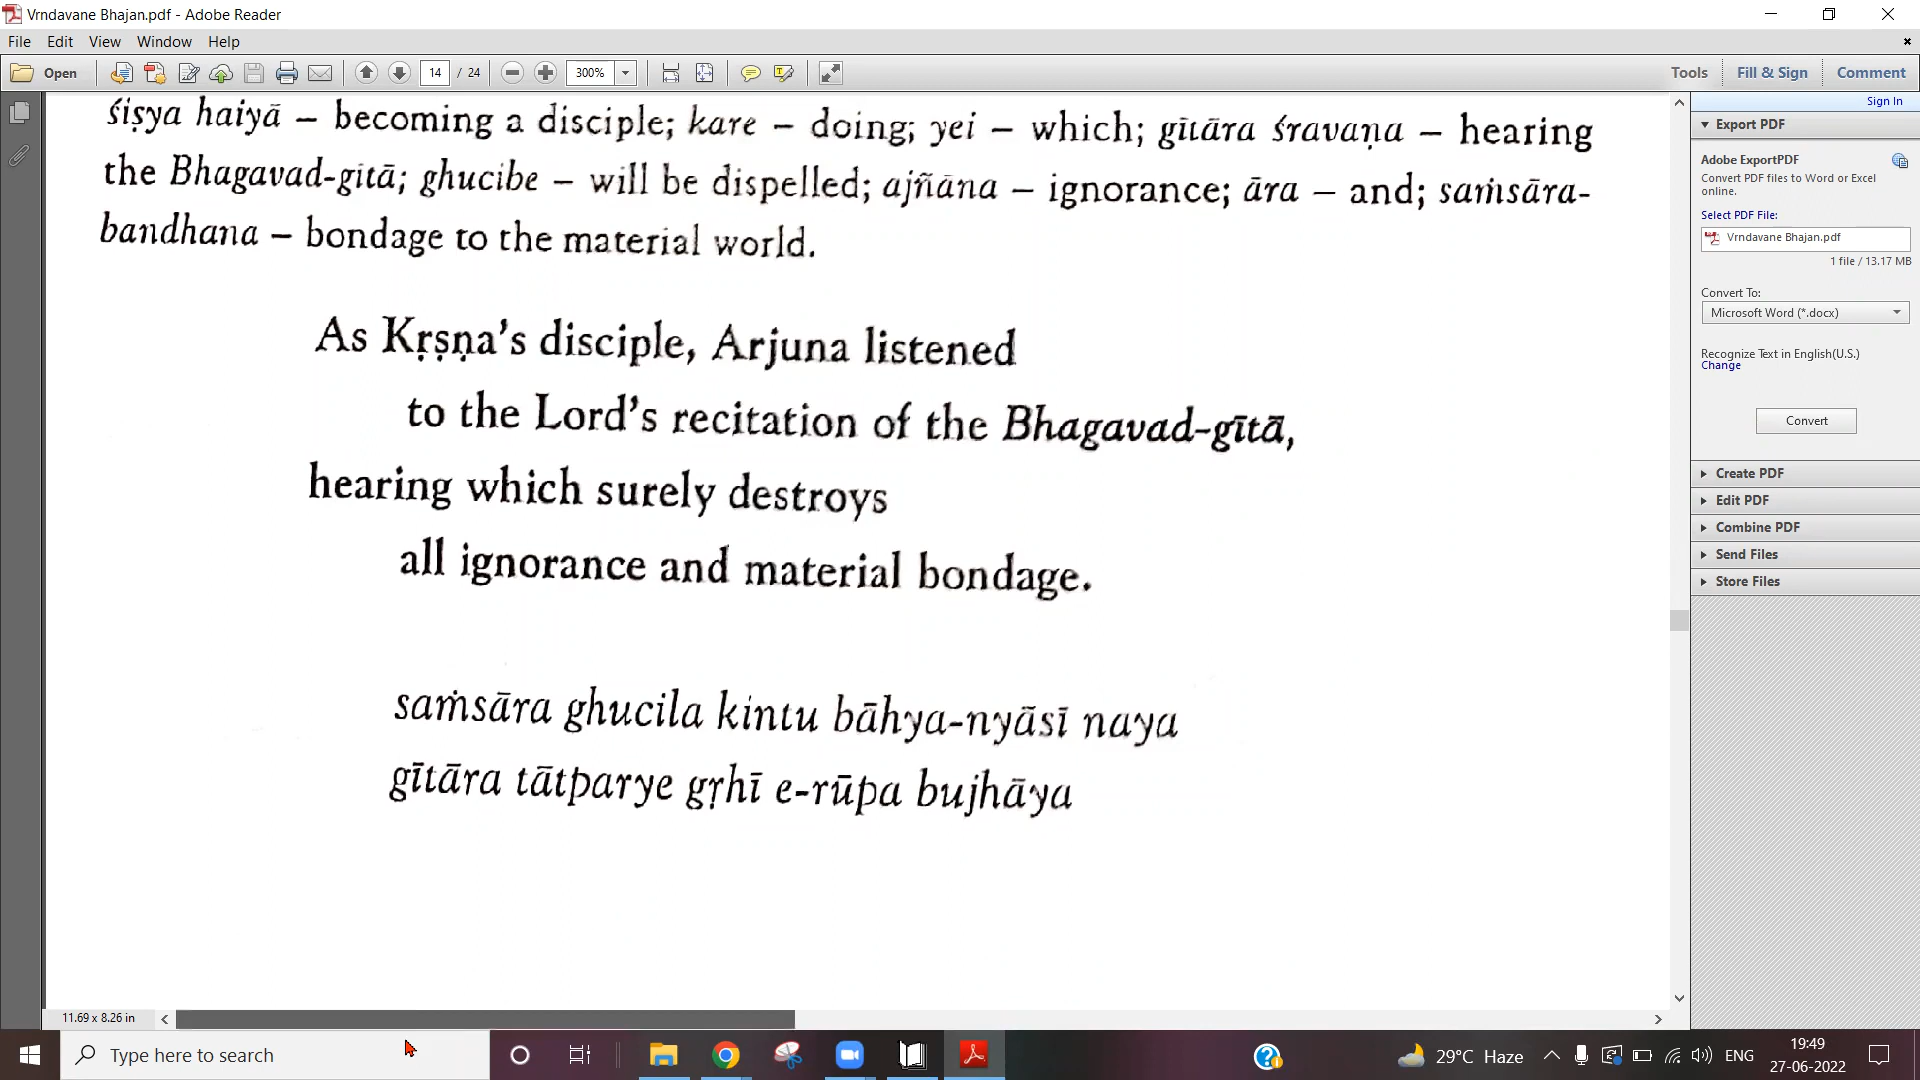 Vrndavane Bhajan.pdf - Adobe Reader
File Edit View Window Help
Open 14 / 24 300% Tools Fill & Sign Comment
śiṣya haiyā – becoming a disciple; kare – doing; yei – which; gītāra śravaṇa – hearing
the Bhagavad-gītā; ghucibe – will be dispelled; ajñāna – ignorance; āra – and; saṁsāra-
bandhana – bondage to the material world.
As Kṛṣṇa's disciple, Arjuna listened
to the Lord's recitation of the Bhagavad-gītā,
hearing which surely destroys
all ignorance and material bondage.
saṁsāra ghucila kintu bāhya-nyāsī naya
gītāra tātparye gṛhī e-rūpa bujhāya
11.69 x 8.26 in
Sign In
Export PDF
Adobe ExportPDF
Convert PDF files to Word or Excel
online.
Select PDF File:
Vrndavane Bhajan.pdf
1 file / 13.17 MB
Convert To:
Microsoft Word (*.docx)
Recognize Text in English(U.S.)
Change
Convert
Create PDF
Edit PDF
Combine PDF
Send Files
Store Files
Type here to search
29°C Haze
ENG
19:49
27-06-2022